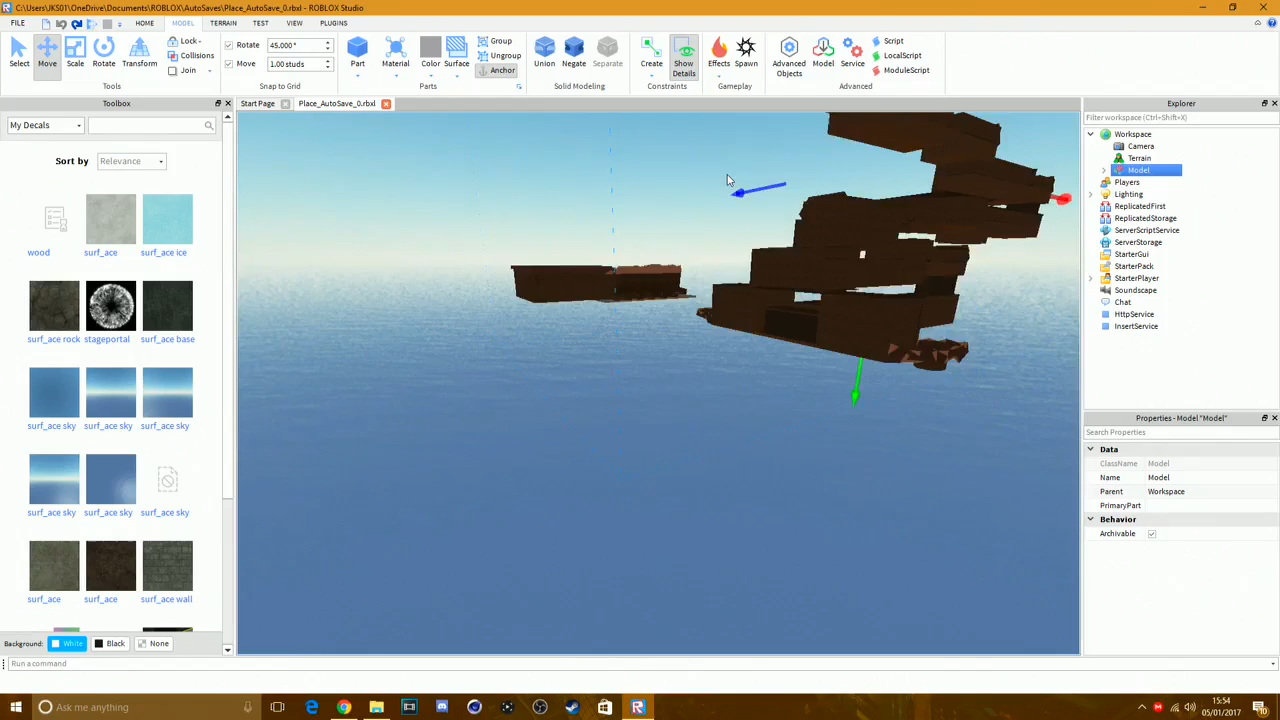 C:\Users\JKS01\OneDrive\Documents\ROBLOX\AutoSaves\Place_AutoSave_0.rbxl - ROBLOX Studio
FILE HOME MODEL TERRAIN TEST VIEW PLUGINS
Select Move Scale Rotate Transform
Lock
Collisions
Join
Tools
Rotate 45.000°
Move 1.00 studs
Snap to Grid
Part Material Color Surface
Group
Ungroup
Anchor
Parts
Union Negate Separate
Solid Modeling
Create Show Details
Constraints
Effects Spawn
Gameplay
Advanced Objects Model Service
Script
LocalScript
ModuleScript
Advanced
Toolbox
My Decals
Sort by Relevance
wood surf_ace surf_ace ice
surf_ace rock stageportal surf_ace base
surf_ace sky surf_ace sky surf_ace sky
surf_ace sky surf_ace sky surf_ace sky
surf_ace surf_ace surf_ace wall
Background: White Black None
Start Page Place_AutoSave_0.rbxl
Explorer
Filter workspace (Ctrl+Shift+X)
Workspace
Camera
Terrain
Model
Players
Lighting
ReplicatedFirst
ReplicatedStorage
ServerScriptService
ServerStorage
StarterGui
StarterPack
StarterPlayer
Soundscape
Chat
HttpService
InsertService
Properties - Model "Model"
Search Properties
Data
ClassName Model
Name Model
Parent Workspace
PrimaryPart
Behavior
Archivable
Run a command
Ask me anything
15:54
05/01/2017